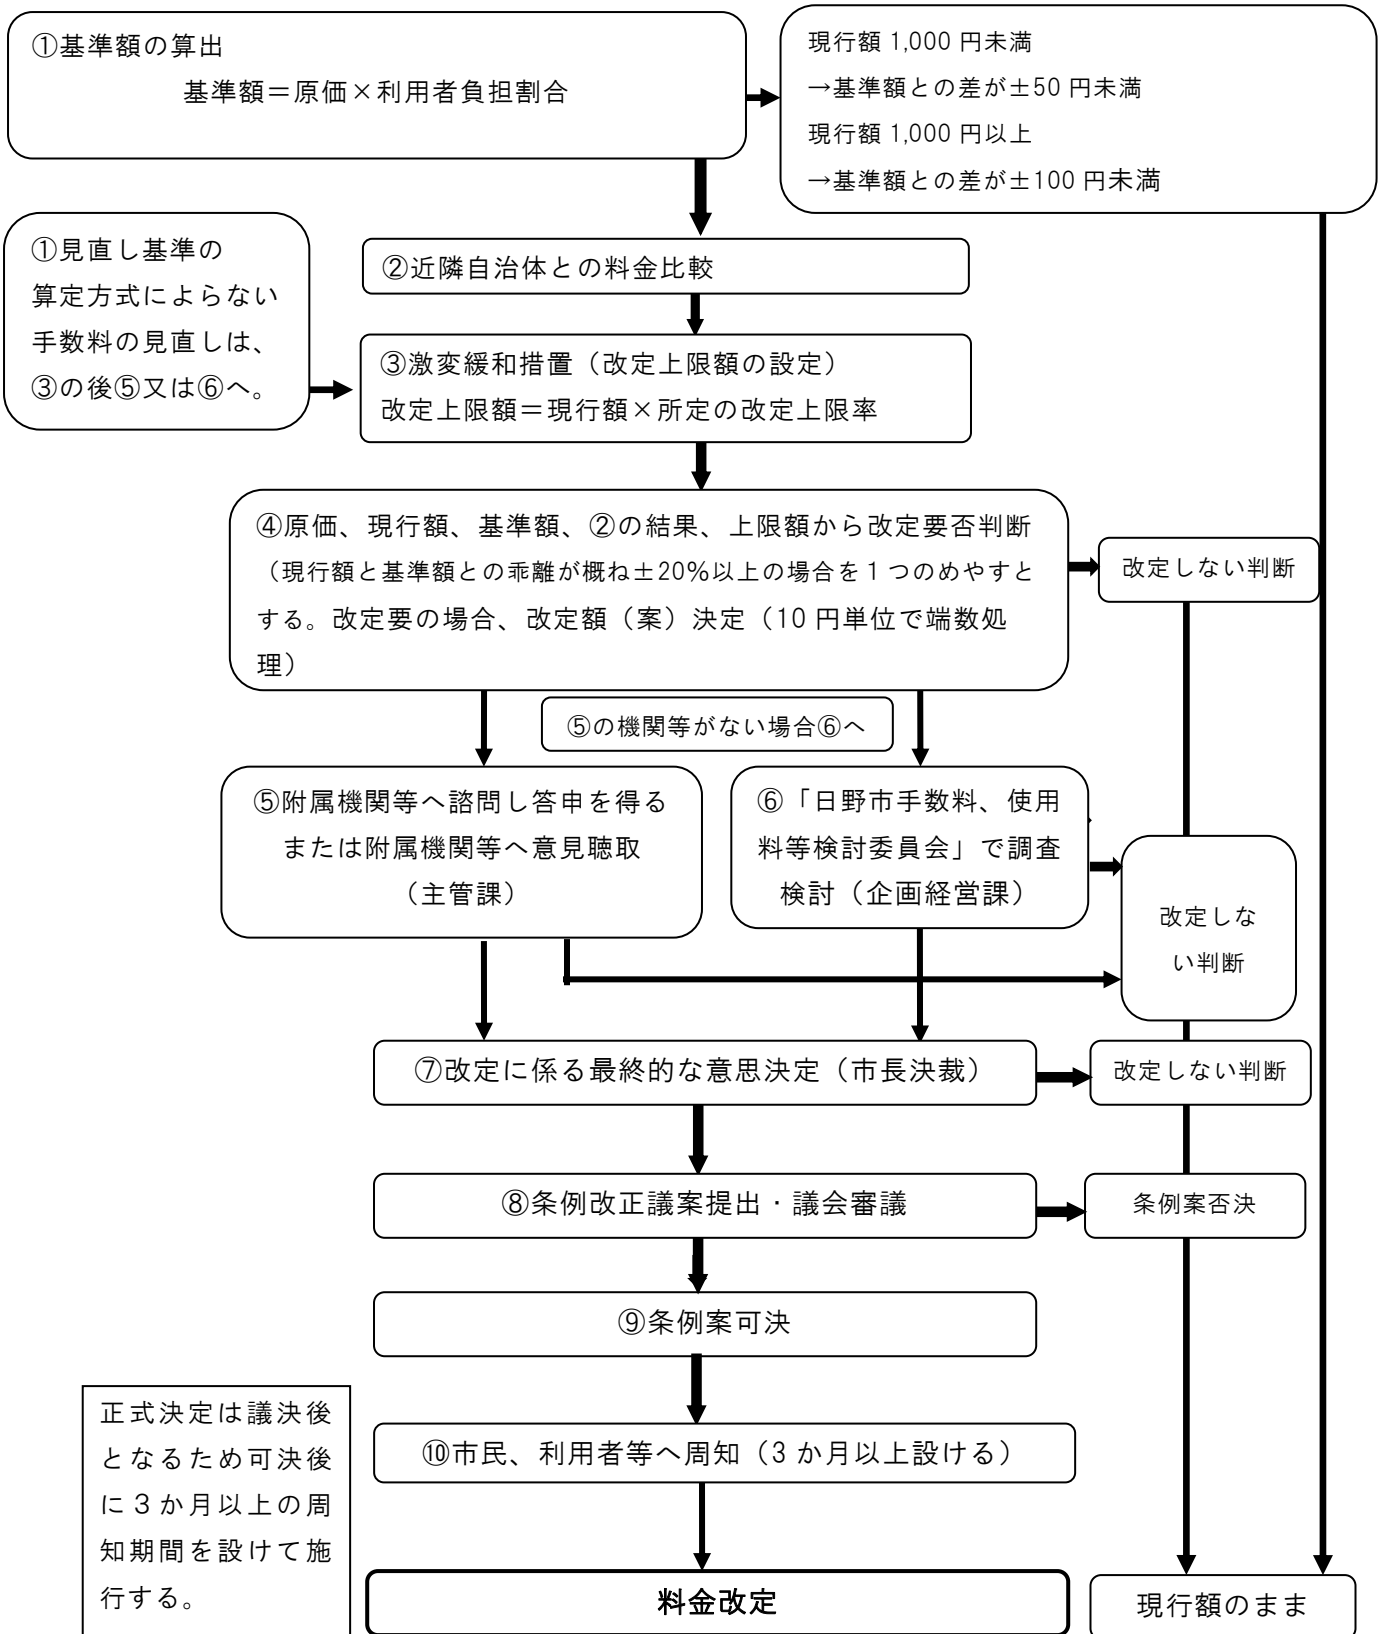 ①基準額の算出
基準額＝原価×利用者負担割合
現行額 1,000 円未満
→基準額との差が±50 円未満
現行額 1,000 円以上
→基準額との差が±100 円未満
①見直し基準の
算定方式によらない
手数料の見直しは、
③の後⑤又は⑥へ。
②近隣自治体との料金比較
③激変緩和措置（改定上限額の設定）
改定上限額＝現行額×所定の改定上限率
④原価、現行額、基準額、②の結果、上限額から改定要否判断
（現行額と基準額との乖離が概ね±20%以上の場合を１つのめやすと
する。改定要の場合、改定額（案）決定（10 円単位で端数処
理）
改定しない判断
⑤の機関等がない場合⑥へ
⑤附属機関等へ諮問し答申を得る
または附属機関等へ意見聴取
（主管課）
⑥「日野市手数料、使用
料等検討委員会」で調査
検討（企画経営課）
改定しな
い判断
⑦改定に係る最終的な意思決定（市長決裁）
改定しない判断
⑧条例改正議案提出・議会審議
条例案否決
⑨条例案可決
正式決定は議決後
となるため可決後
に３か月以上の周
知期間を設けて施
行する。
⑩市民、利用者等へ周知（3 か月以上設ける）
料金改定
現行額のまま